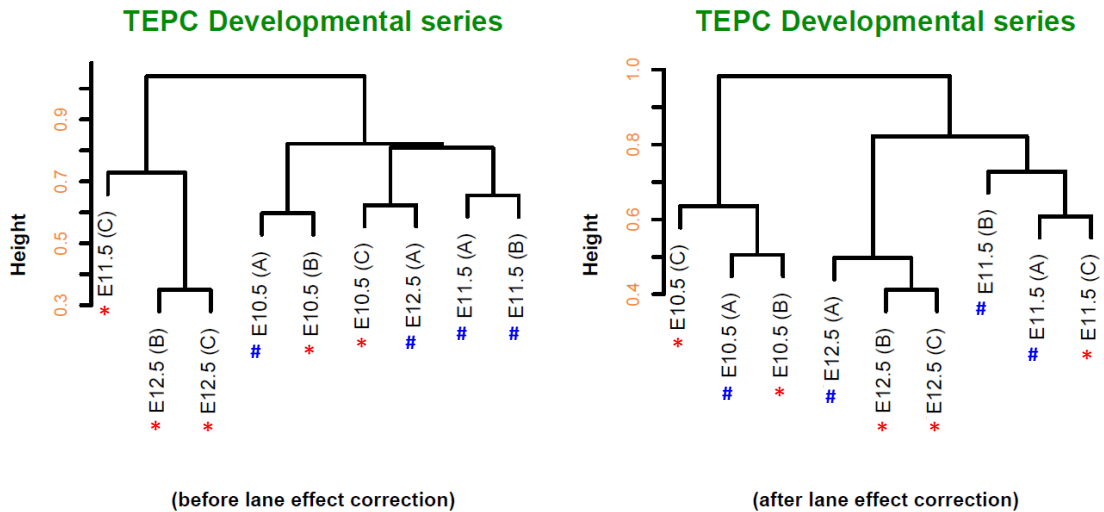 TEPC Developmental series
0.3 0.5 0.7 0.9
Height
* E11.5 (C)
* E12.5 (B)
* E12.5 (C)
# E10.5 (A)
* E10.5 (B)
* E10.5 (C)
# E12.5 (A)
# E11.5 (A)
# E11.5 (B)
(before lane effect correction)
TEPC Developmental series
0.4 0.6 0.8 1.0
Height
* E10.5 (C)
# E10.5 (A)
* E10.5 (B)
# E12.5 (A)
* E12.5 (B)
* E12.5 (C)
# E11.5 (B)
# E11.5 (A)
* E11.5 (C)
(after lane effect correction)